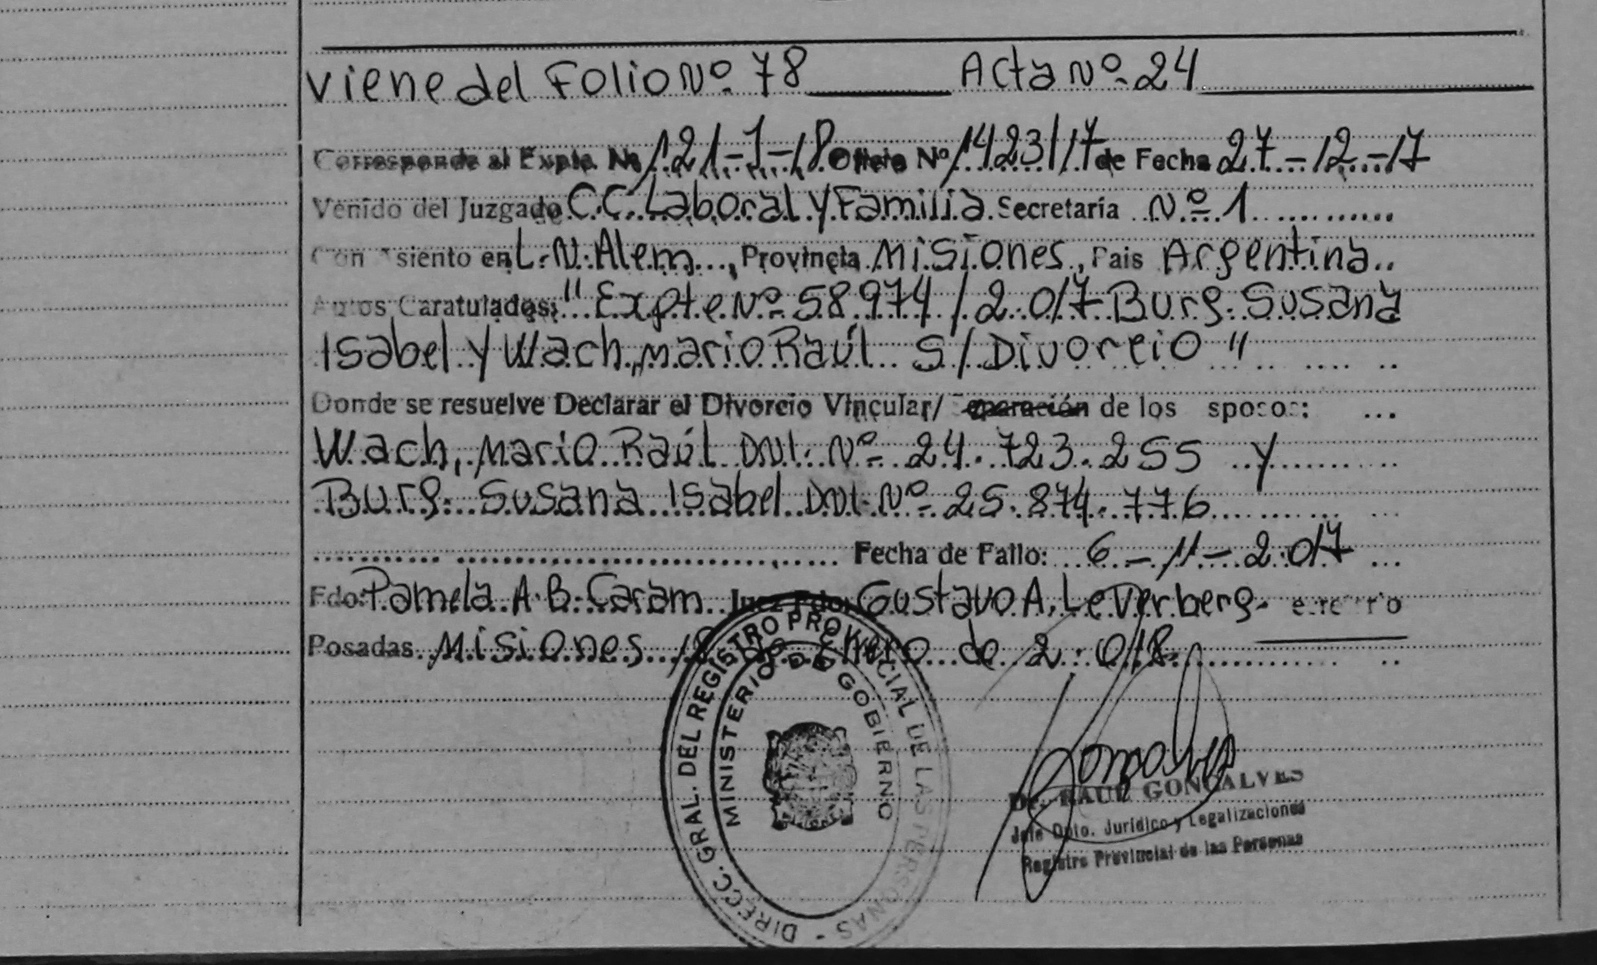 Viene del Folio Nº 78 Acta Nº 24
Corresponde al Expte. Nº 121-J-18 Oficio Nº 1423/17 de Fecha 27-12-17
Venido del Juzgado C.C. Laboral y Familia Secretaría Nº 1
Con asiento en L.N. Alem, Provincia Misiones, Pais Argentina
Autos Caratulados: "Expte Nº 58974/2.017 Burg. Susana
Isabel y Wach, Mario Raúl S/Divorcio"
Donde se resuelve Declarar el Divorcio Vincular/ Separación de los sposos:
Wach, Mario Raúl DNI. Nº 24.723.255 y
Burg. Susana Isabel DNI. Nº 25.874.776
Fecha de Fallo: 6-11-2.017
Fdo: Pamela A.B. Caram Juez Fdo: Gustavo A. Leverberg
Posadas Misiones 18 de Enero de 2.018.
DIRECC. GRAL. DEL REGISTRO PROVINCIAL DE LAS PERSONAS
MINISTERIO DE GOBIERNO
Dr. RAUL GONCALVES
Jefe Dpto. Jurídico y Legalizaciones
Registro Provincial de las Personas